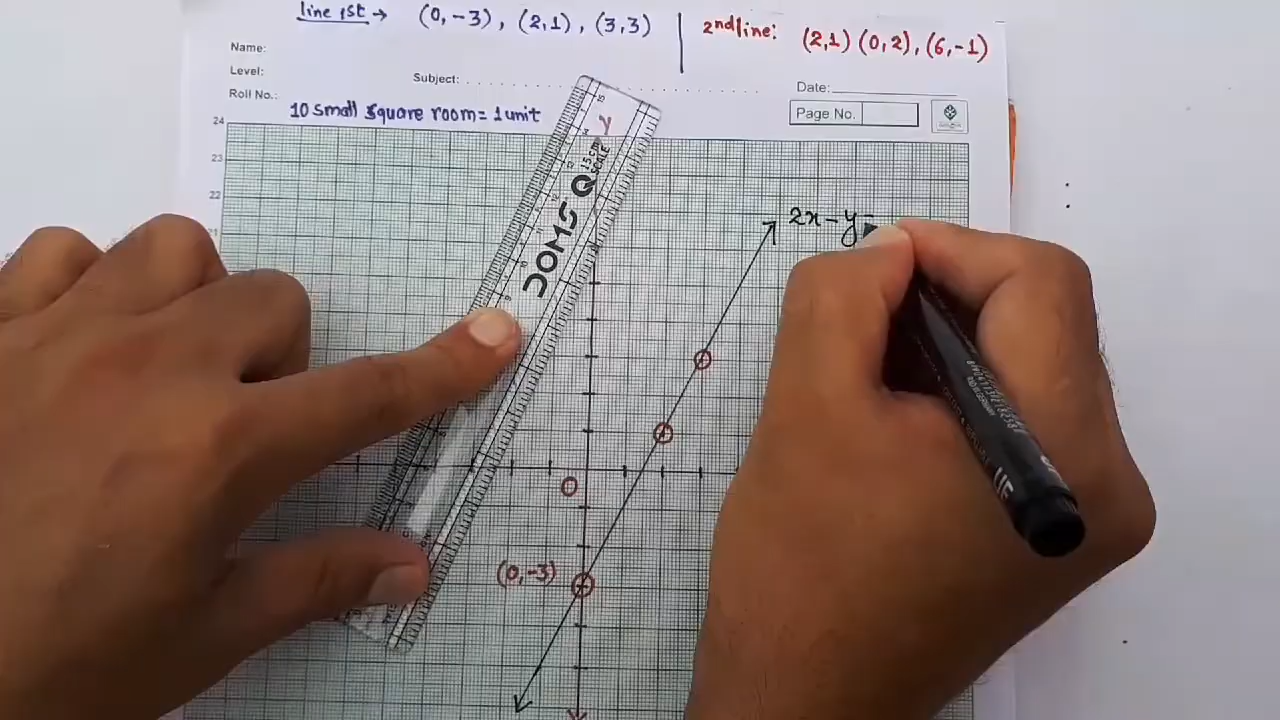 line 1st → (0,-3), (2,1), (3,3)
2nd line: (2,1) (0,2), (6,-1)
Name:
Level:
Subject:
Date:
Roll No.:
Page No.
10 small square room = 1 unit
24
23
22
21
Y
15 cm
SCALE
DOMS
2x-y=
O
(0,-3)